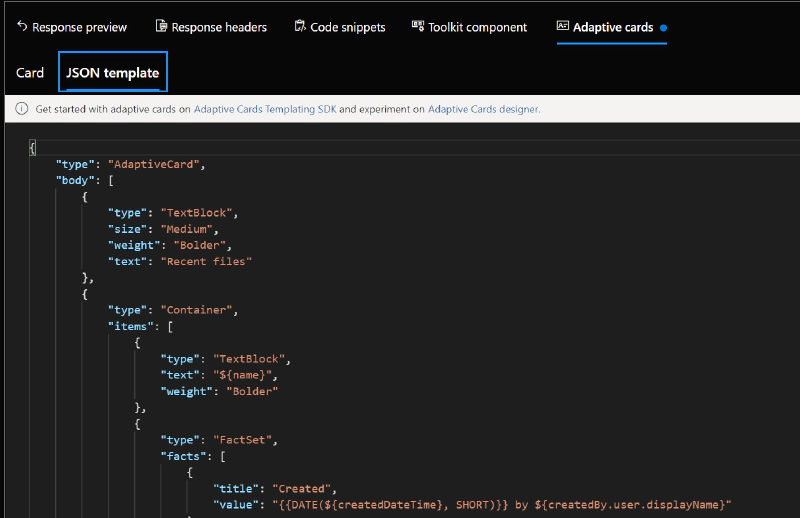 Response preview Response headers Code snippets Toolkit component Adaptive cards
Card JSON template
Get started with adaptive cards on Adaptive Cards Templating SDK and experiment on Adaptive Cards designer.
{
"type": "AdaptiveCard",
"body": [
{
"type": "TextBlock",
"size": "Medium",
"weight": "Bolder",
"text": "Recent files"
},
{
"type": "Container",
"items": [
{
"type": "TextBlock",
"text": "${name}",
"weight": "Bolder"
},
{
"type": "FactSet",
"facts": [
{
"title": "Created",
"value": "{{DATE(${createdDateTime}, SHORT)}} by ${createdBy.user.displayName}"